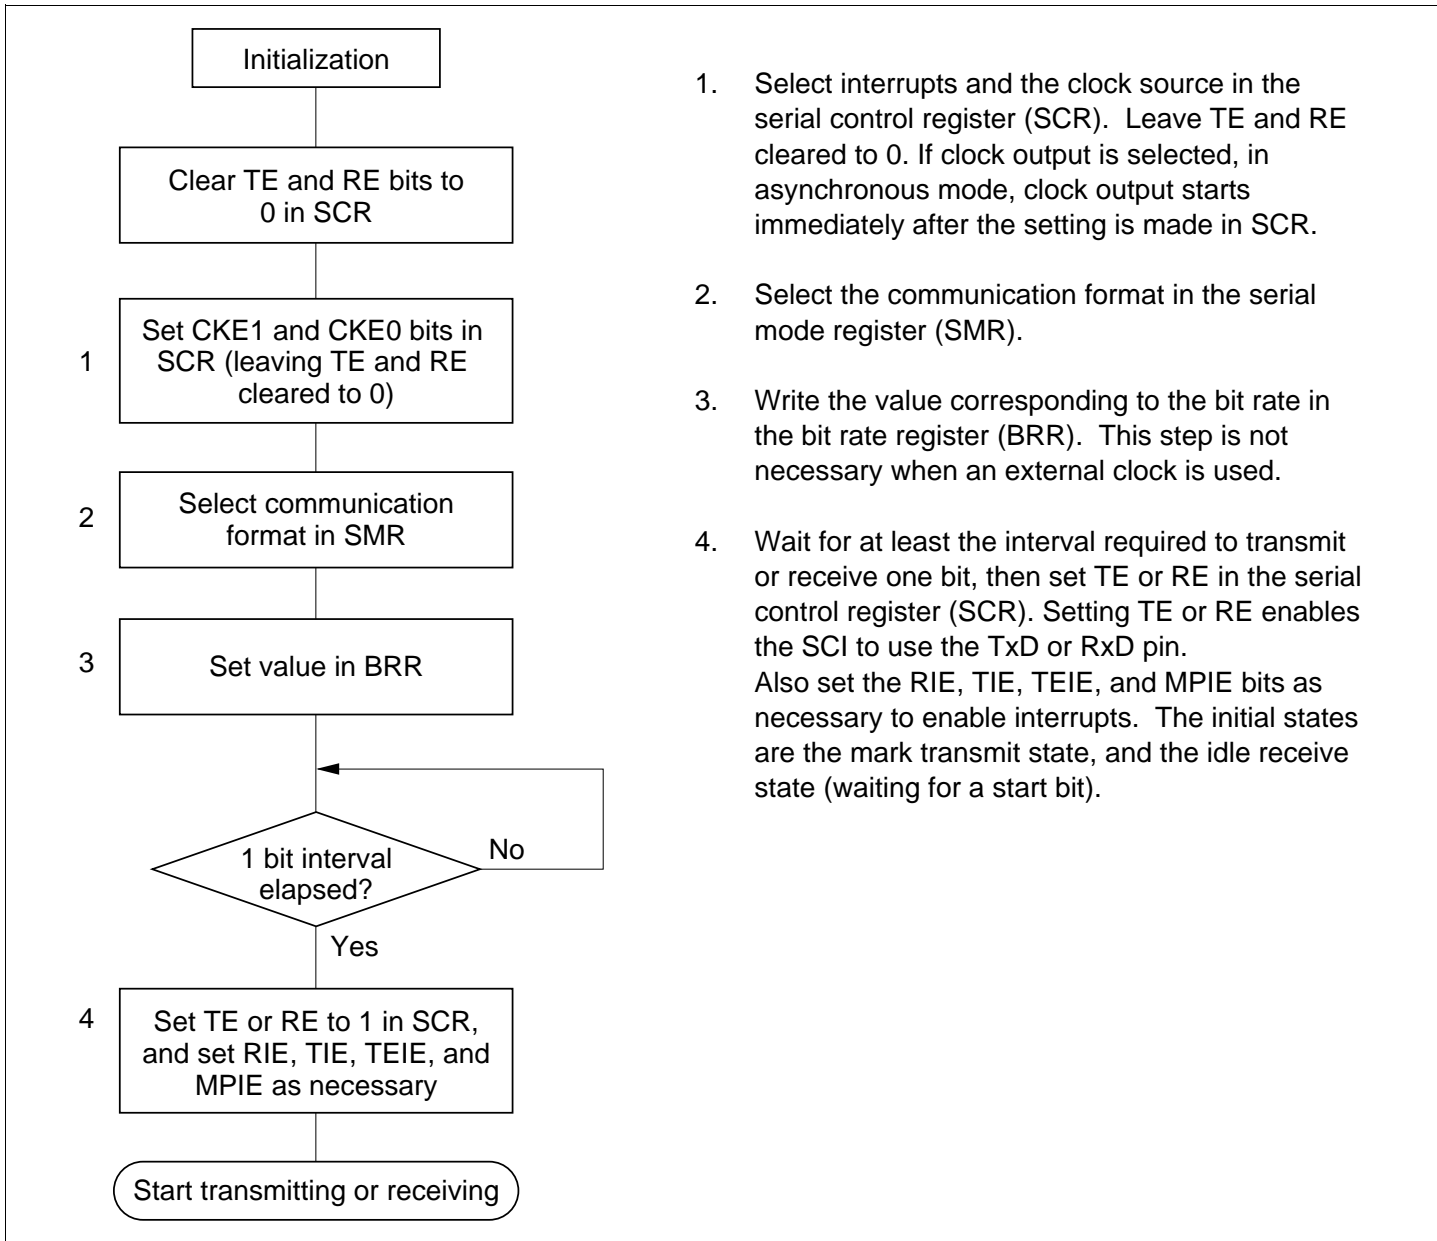 Initialization
Clear TE and RE bits to
0 in SCR
1
Set CKE1 and CKE0 bits in
SCR (leaving TE and RE
cleared to 0)
2
Select communication
format in SMR
3
Set value in BRR
1 bit interval
elapsed?
No
Yes
4
Set TE or RE to 1 in SCR,
and set RIE, TIE, TEIE, and
MPIE as necessary
Start transmitting or receiving
1. Select interrupts and the clock source in the
serial control register (SCR). Leave TE and RE
cleared to 0. If clock output is selected, in
asynchronous mode, clock output starts
immediately after the setting is made in SCR.
2. Select the communication format in the serial
mode register (SMR).
3. Write the value corresponding to the bit rate in
the bit rate register (BRR). This step is not
necessary when an external clock is used.
4. Wait for at least the interval required to transmit
or receive one bit, then set TE or RE in the serial
control register (SCR). Setting TE or RE enables
the SCI to use the TxD or RxD pin.
Also set the RIE, TIE, TEIE, and MPIE bits as
necessary to enable interrupts. The initial states
are the mark transmit state, and the idle receive
state (waiting for a start bit).